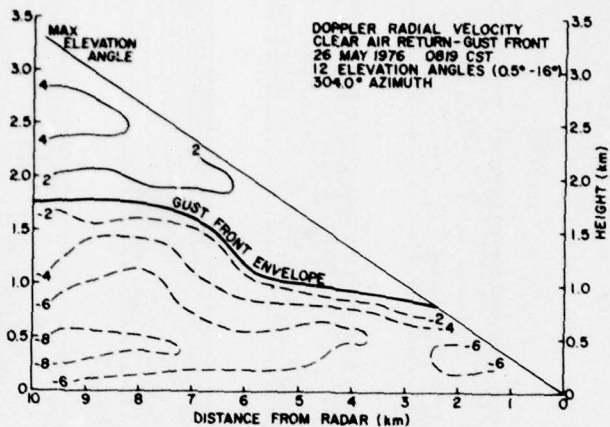 DOPPLER RADIAL VELOCITY
CLEAR AIR RETURN-GUST FRONT
26 MAY 1976 0819 CST
12 ELEVATION ANGLES (0.5°-16°)
304.0° AZIMUTH
MAX
ELEVATION
ANGLE
3.5
3.0
2.5
2.0
1.5
1.0
0.5
0
4
4
2
2
GUST FRONT ENVELOPE
-2
-4
-6
-8
-8
-6
-2
-4
-6
-6
3.5
3.0
2.5
2.0
1.5
1.0
0.5
0
HEIGHT (km)
10 9 8 7 6 5 4 3 2 1 0
DISTANCE FROM RADAR (km)